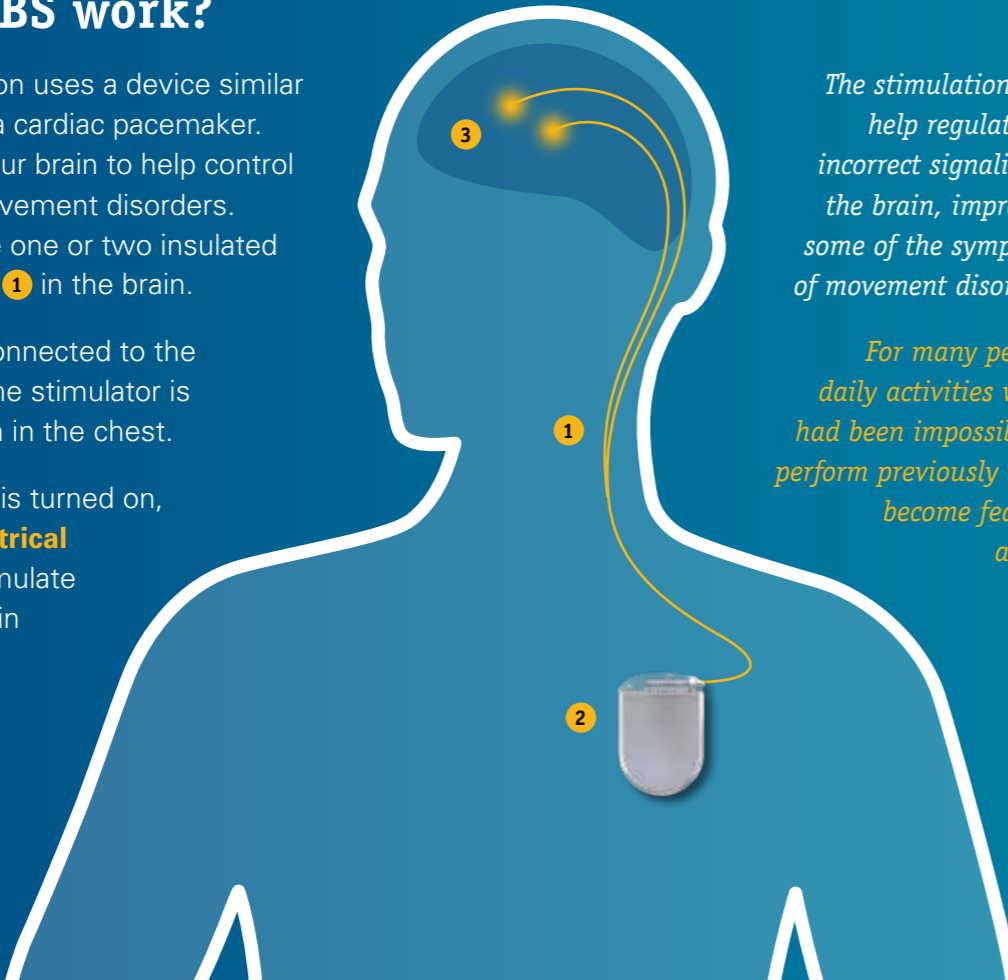 BS work?
on uses a device similar
a cardiac pacemaker.
ur brain to help control
vement disorders.
e one or two insulated
1 in the brain.
onnected to the
he stimulator is
n in the chest.
is turned on,
trical
mulate
in
3
1
2
The stimulation
help regulat
incorrect signali
the brain, impr
some of the symp
of movement disor
For many pe
daily activities w
had been impossil
perform previously
become fea
a